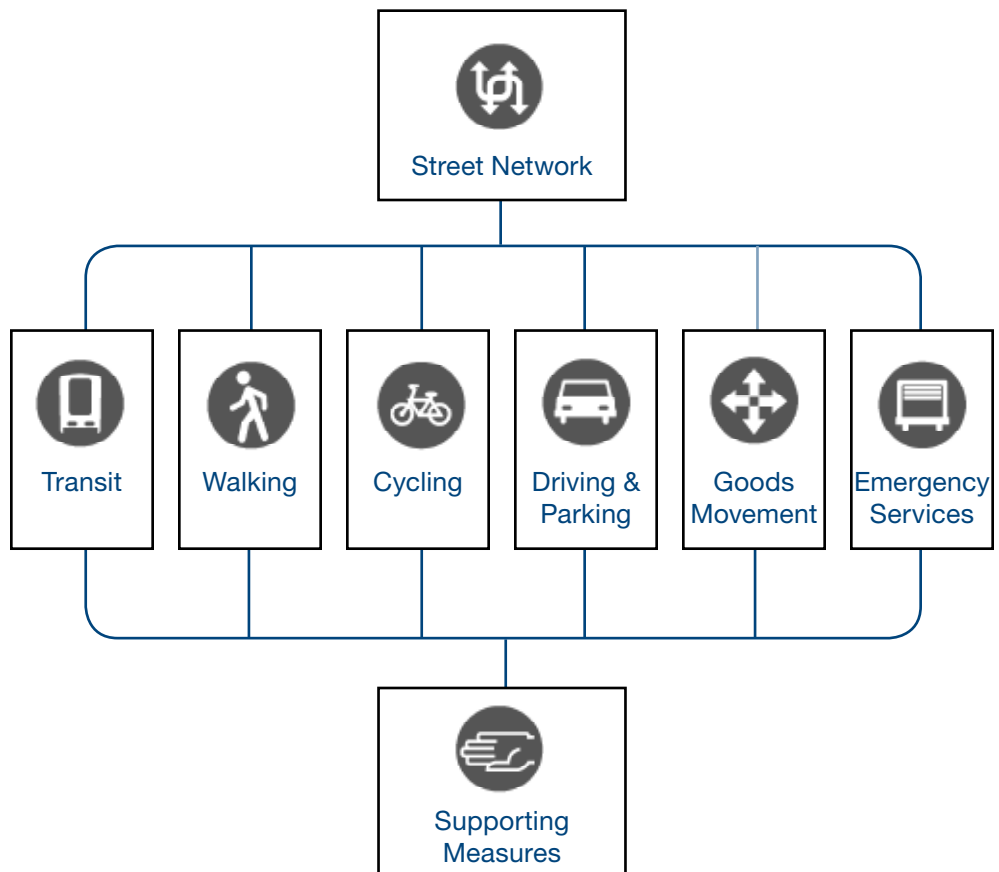 Street Network
Transit
Walking
Cycling
Driving &
Parking
Goods
Movement
Emergency
Services
Supporting
Measures